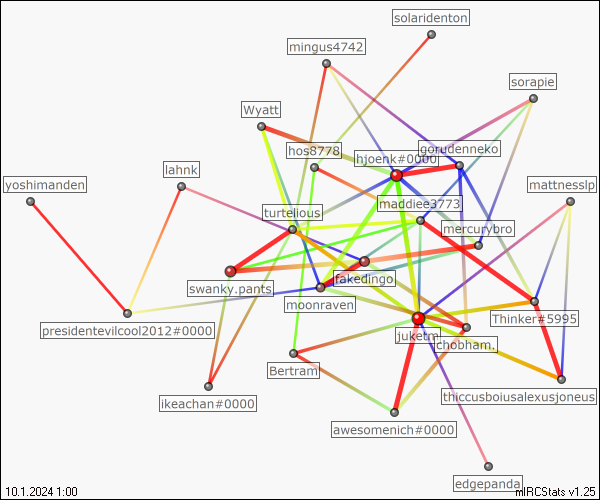 solaridenton
mingus4742
sorapie
Wyatt
hos8778
gorudenneko
hjoenk#0000
lahnk
yoshimanden
mattnesslp
maddiee3773
turtelious
mercurybro
fakedingo
swanky.pants
moonraven
Thinker#5995
presidentevilcool2012#0000
juketm
chobham.
Bertram
thiccusboiusalexusjoneus
ikeachan#0000
awesomenich#0000
edgepanda
10.1.2024 1:00
mIRCStats v1.25